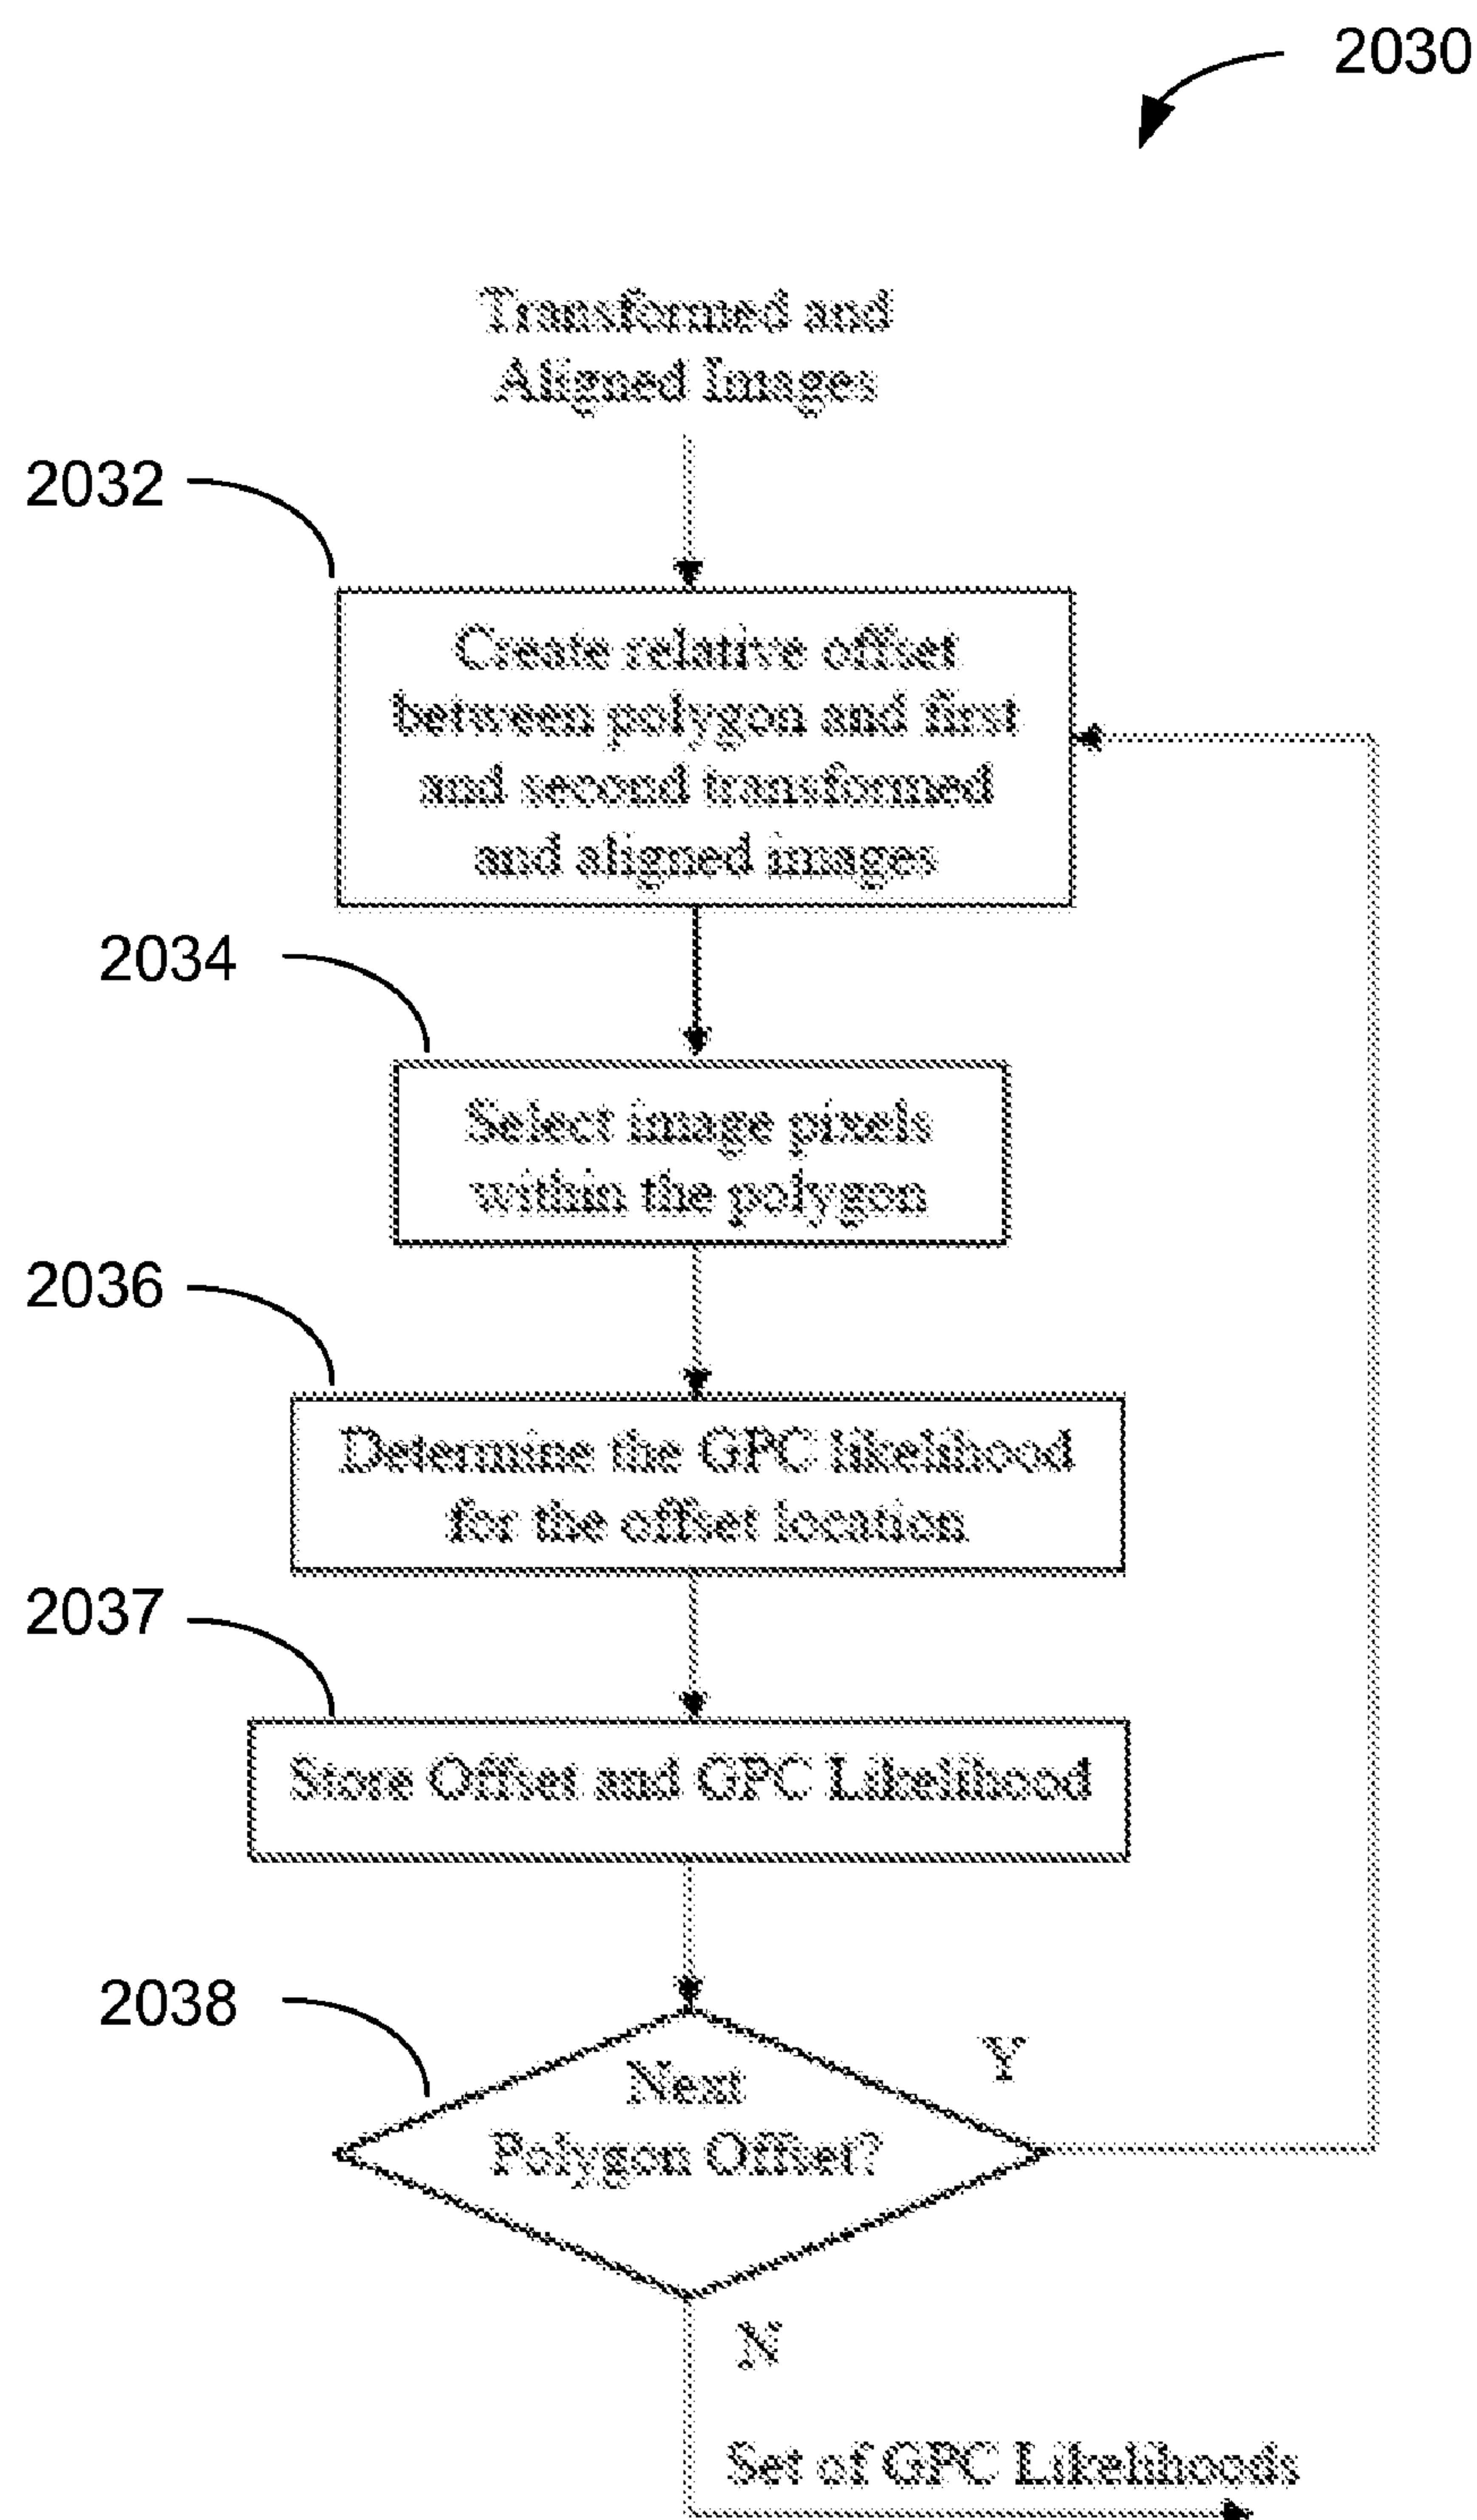 2030
Transformed and
Aligned Images
2032
Create relative offset
between polygon and first
and second transformed
and aligned images
2034
Select image pixels
within the polygon
2036
Determine the GPC likelihood
for the offset location
2037
Store Offset and GPC Likelihood
2038
Next
Polygon Offset?
Y
N
Set of GPC Likelihoods